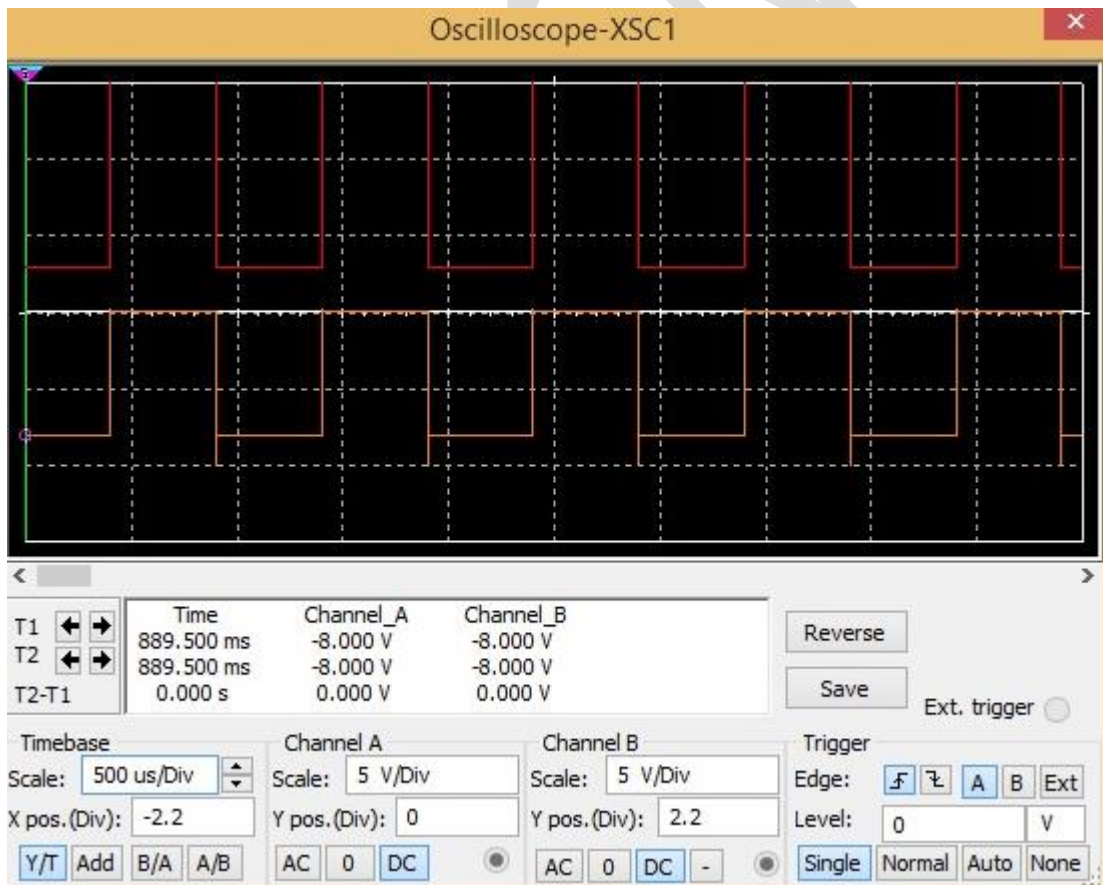 Oscilloscope-XSC1
Time Channel_A Channel_B
T1 889.500 ms -8.000 V -8.000 V
T2 889.500 ms -8.000 V -8.000 V
T2-T1 0.000 s 0.000 V 0.000 V
Reverse
Save
Ext. trigger
Timebase
Scale: 500 us/Div
X pos.(Div): -2.2
Y/T Add B/A A/B
Channel A
Scale: 5 V/Div
Y pos.(Div): 0
AC 0 DC
Channel B
Scale: 5 V/Div
Y pos.(Div): 2.2
AC 0 DC -
Trigger
Edge: A B Ext
Level: 0 V
Single Normal Auto None